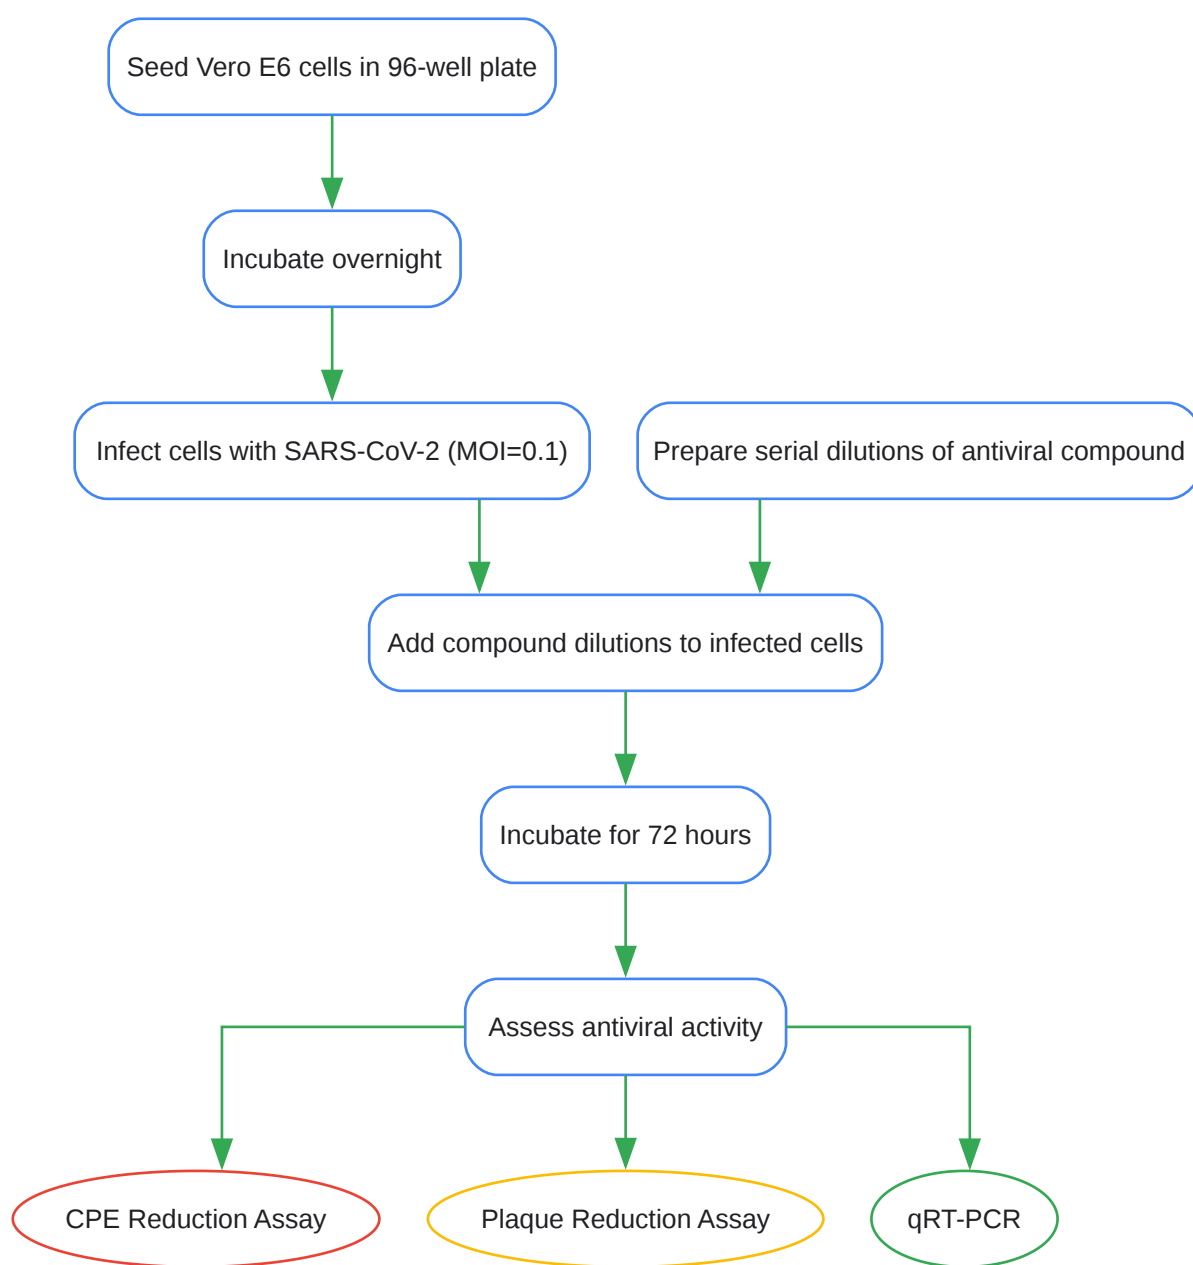 Seed Vero E6 cells in 96-well plate
Incubate overnight
Infect cells with SARS-CoV-2 (MOI=0.1)
Prepare serial dilutions of antiviral compound
Add compound dilutions to infected cells
Incubate for 72 hours
Assess antiviral activity
CPE Reduction Assay
Plaque Reduction Assay
qRT-PCR